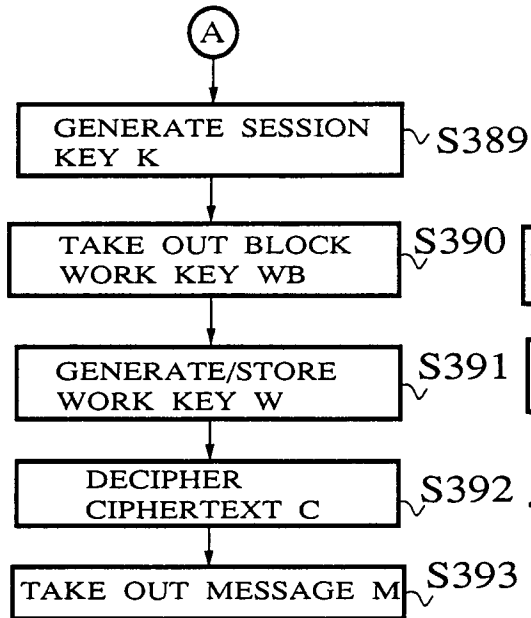 A
GENERATE SESSION
KEY K
S389
TAKE OUT BLOCK
WORK KEY WB
S390
GENERATE/STORE
WORK KEY W
S391
DECIPHER
CIPHERTEXT C
S392
TAKE OUT MESSAGE M
S393